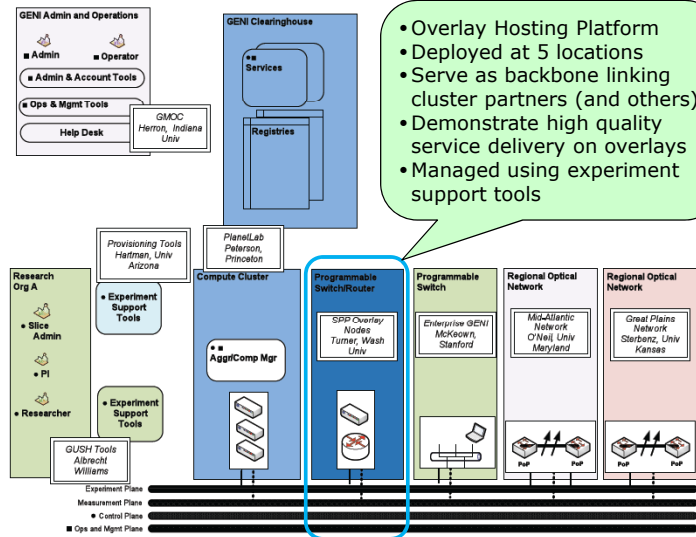 GENI Admin and Operations
■ Admin
■ Operator
■ Admin & Account Tools
■ Ops & Mgmt Tools
Help Desk
GMOC
Herron, Indiana
Univ
GENI Clearinghouse
●■
Services
Registries
• Overlay Hosting Platform
• Deployed at 5 locations
• Serve as backbone linking
cluster partners (and others)
• Demonstrate high quality
service delivery on overlays
• Managed using experiment
support tools
Provisioning Tools
Hartman, Univ
Arizona
PlanetLab
Peterson,
Princeton
Research
Org A
● Slice
Admin
● PI
● Researcher
● Experiment
Support
Tools
● Experiment
Support
Tools
GUSH Tools
Albrecht
Williams
Compute Cluster
●■
Aggr/Comp Mgr
Programmable
Switch/Router
SPP Overlay
Nodes
Turner, Wash
Univ
Programmable
Switch
Enterprise GENI
McKeown,
Stanford
Regional Optical
Network
Mid-Atlantic
Network
O'Neil, Univ
Maryland
PoP
PoP
Regional Optical
Network
Great Plains
Network
Sterbenz, Univ
Kansas
PoP
PoP
Experiment Plane
Measurement Plane
● Control Plane
■ Ops and Mgmt Plane